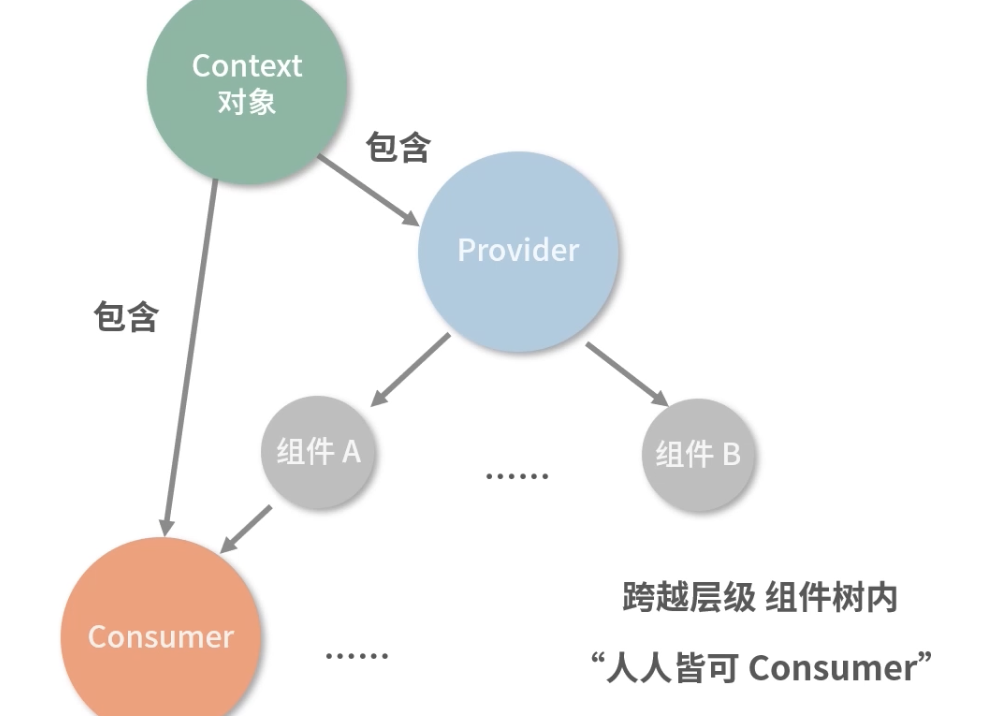 Context
对象
包含
Provider
包含
组件 A
组件 B
......
跨越层级 组件树内
Consumer
......
“人人皆可 Consumer”